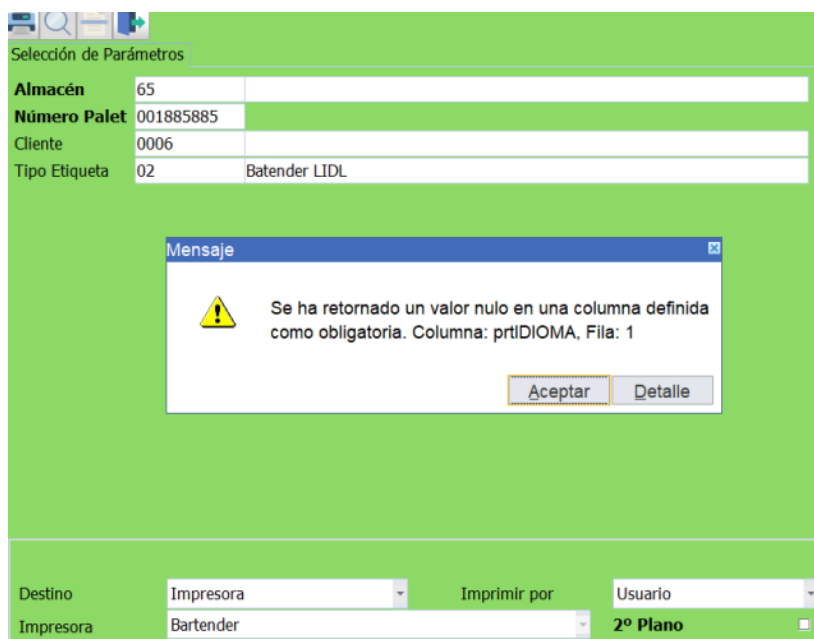 Selección de Parámetros
Almacén 65
Número Palet 001885885
Cliente 0006
Tipo Etiqueta 02 Batender LIDL
Mensaje
Se ha retornado un valor nulo en una columna definida
como obligatoria. Columna: prtIDIOMA, Fila: 1
Aceptar Detalle
Destino Impresora Imprimir por Usuario
Impresora Bartender 2º Plano